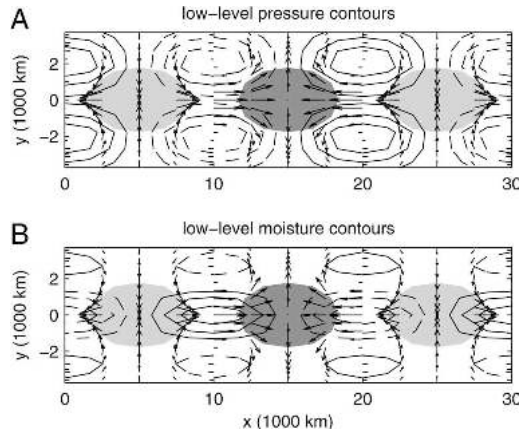 A
low-level pressure contours
y (1000 km)
2
0
-2
0 10 20 30
B
low-level moisture contours
y (1000 km)
2
0
-2
0 10 20 30
x (1000 km)